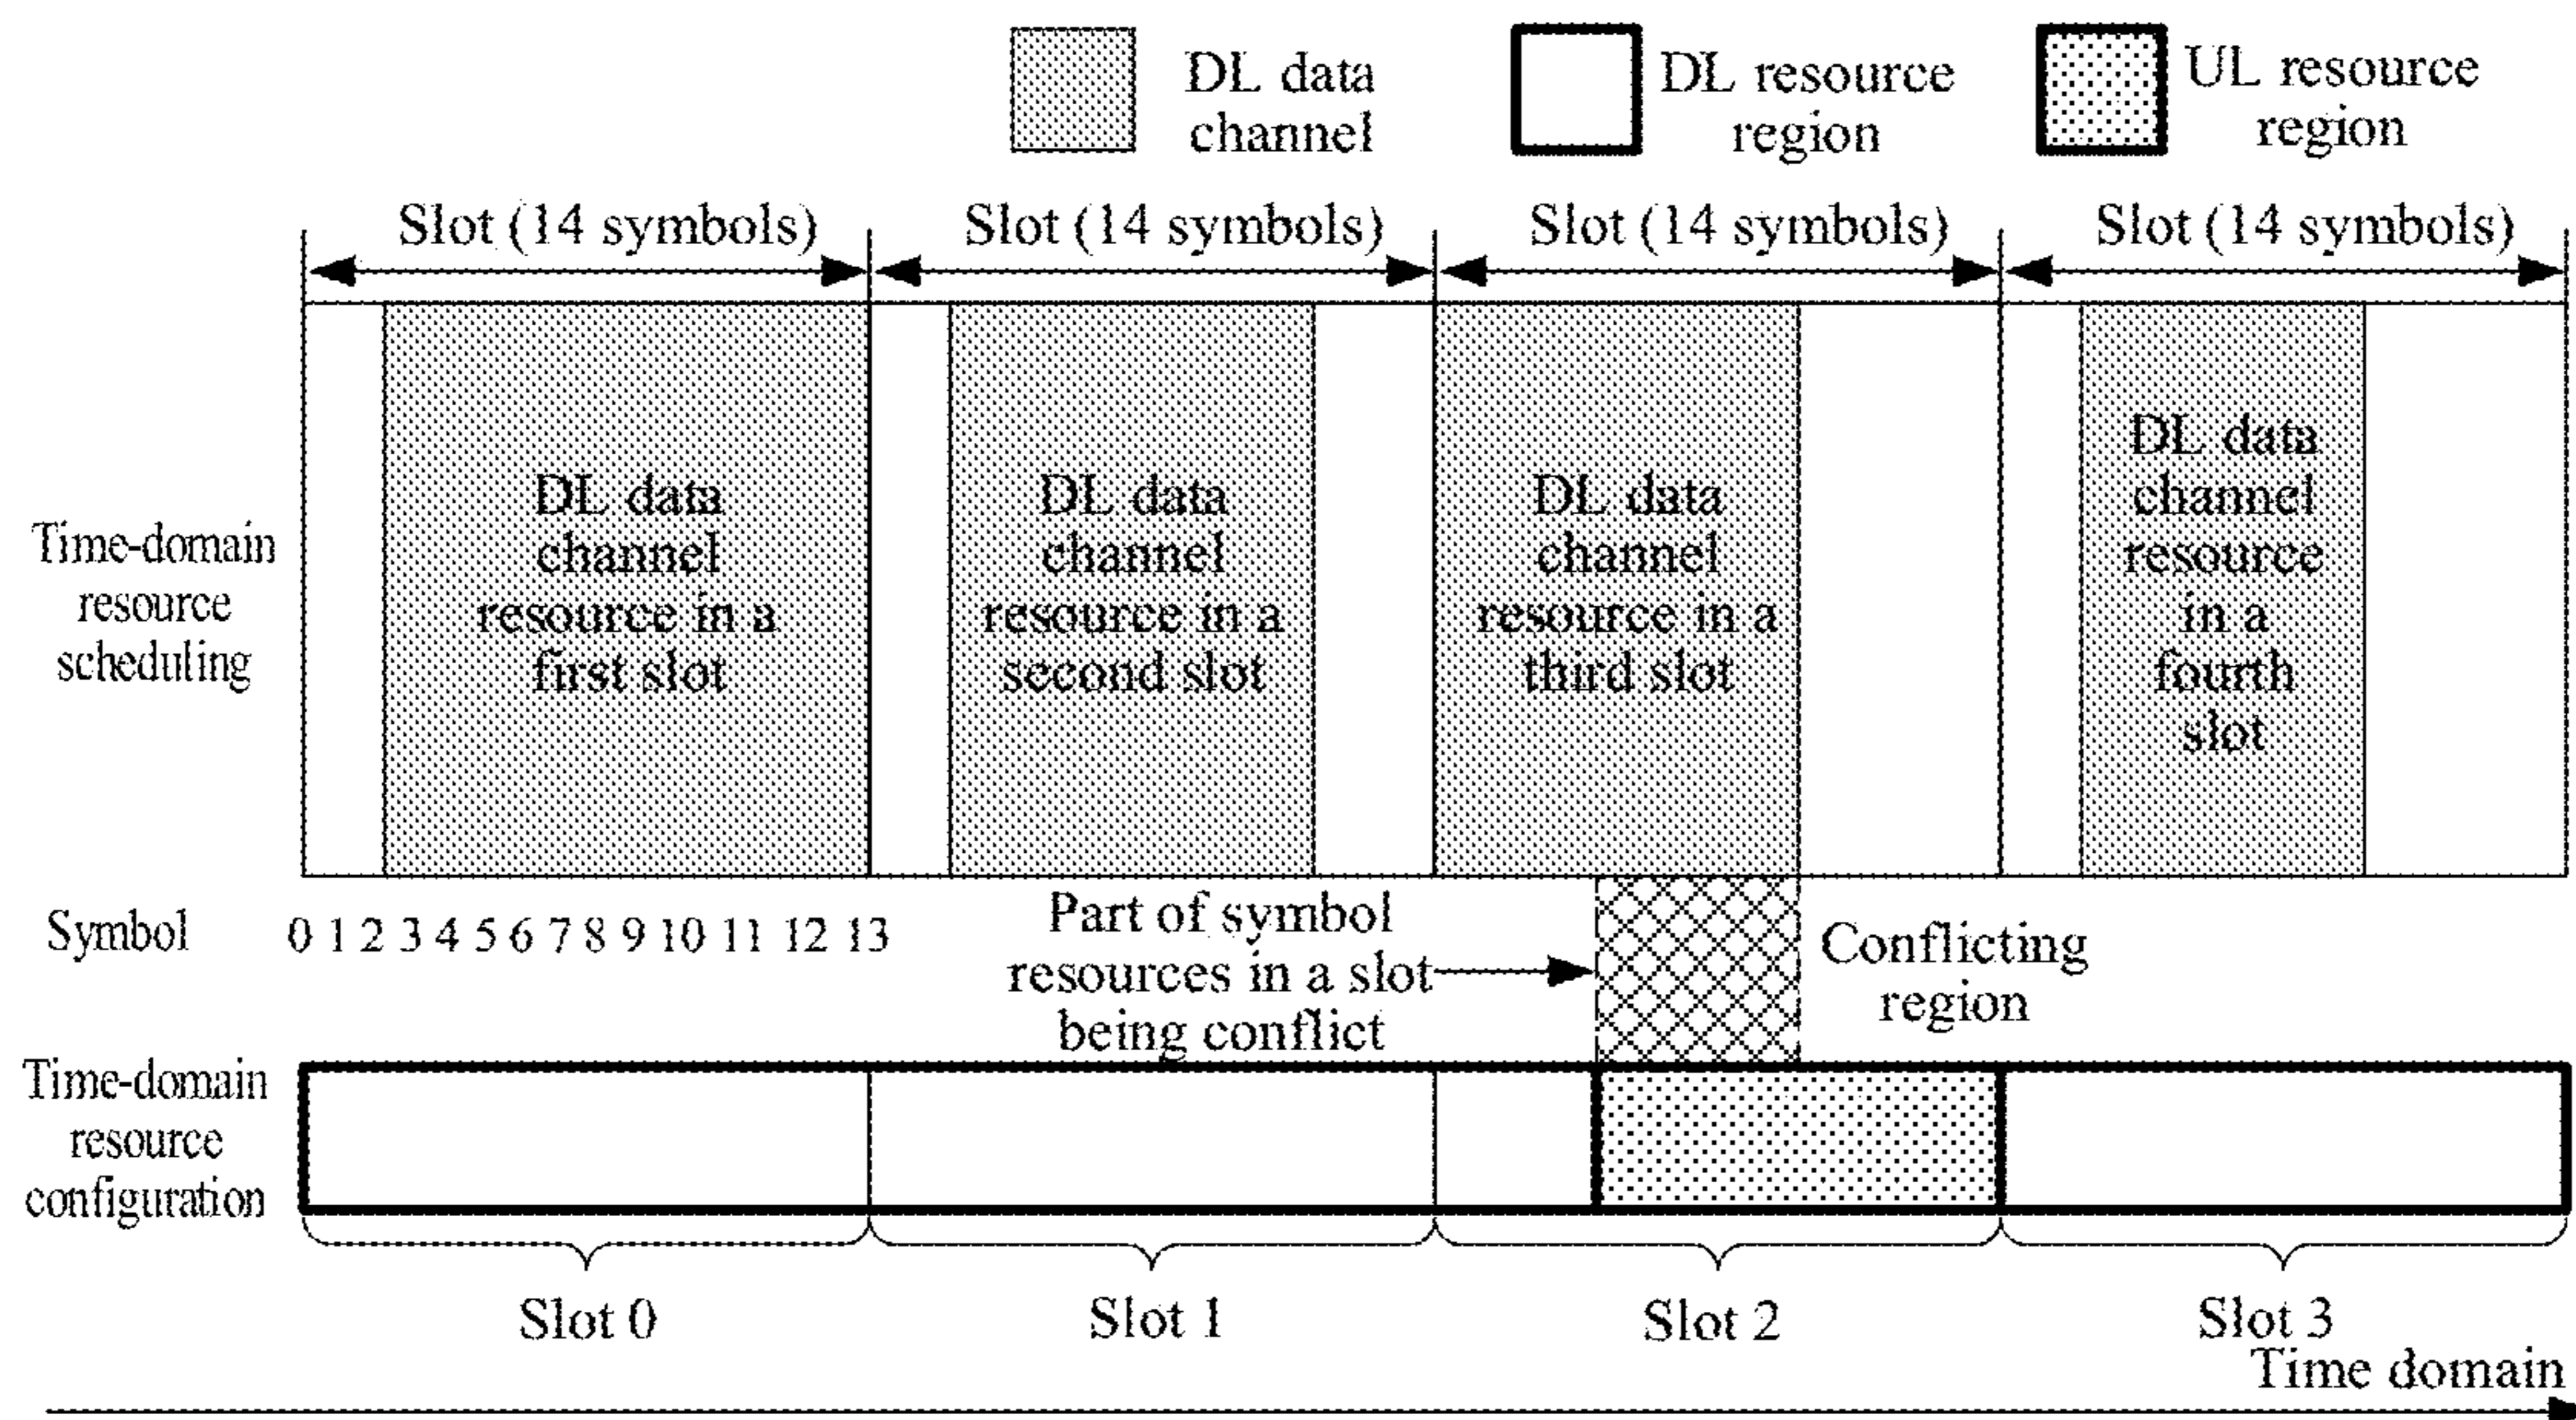 DL data
channel
DL resource
region
UL resource
region
Slot (14 symbols)
Slot (14 symbols)
Slot (14 symbols)
Slot (14 symbols)
Time-domain
resource
scheduling
DL data
channel
resource in a
first slot
DL data
channel
resource in a
second slot
DL data
channel
resource in a
third slot
DL data
channel
resource
in a
fourth
slot
Symbol
0 1 2 3 4 5 6 7 8 9 10 11 12 13
Part of symbol
resources in a slot
being conflict
Conflicting
region
Time-domain
resource
configuration
Slot 0
Slot 1
Slot 2
Slot 3
Time domain